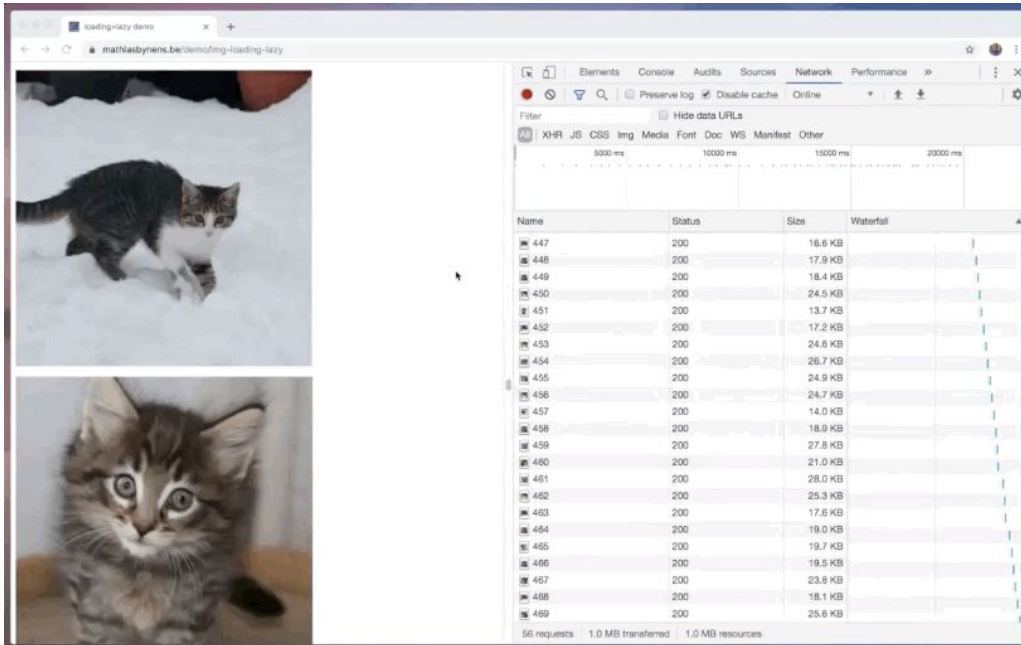 loading=lazy demo × +
mathiasbynens.be/demo/img-loading-lazy
Elements Console Audits Sources Network Performance »
Preserve log Disable cache Online
Filter Hide data URLs
All XHR JS CSS Img Media Font Doc WS Manifest Other
5000 ms 10000 ms 15000 ms 20000 ms
Name Status Size Waterfall
447 200 16.6 KB
448 200 17.9 KB
449 200 18.4 KB
450 200 24.5 KB
451 200 13.7 KB
452 200 17.2 KB
453 200 24.6 KB
454 200 26.7 KB
455 200 24.9 KB
456 200 24.7 KB
457 200 14.0 KB
458 200 18.9 KB
459 200 27.8 KB
460 200 21.0 KB
461 200 28.0 KB
462 200 25.3 KB
463 200 17.6 KB
464 200 19.0 KB
465 200 19.7 KB
466 200 19.5 KB
467 200 23.8 KB
468 200 18.1 KB
469 200 25.6 KB
56 requests 1.0 MB transferred 1.0 MB resources